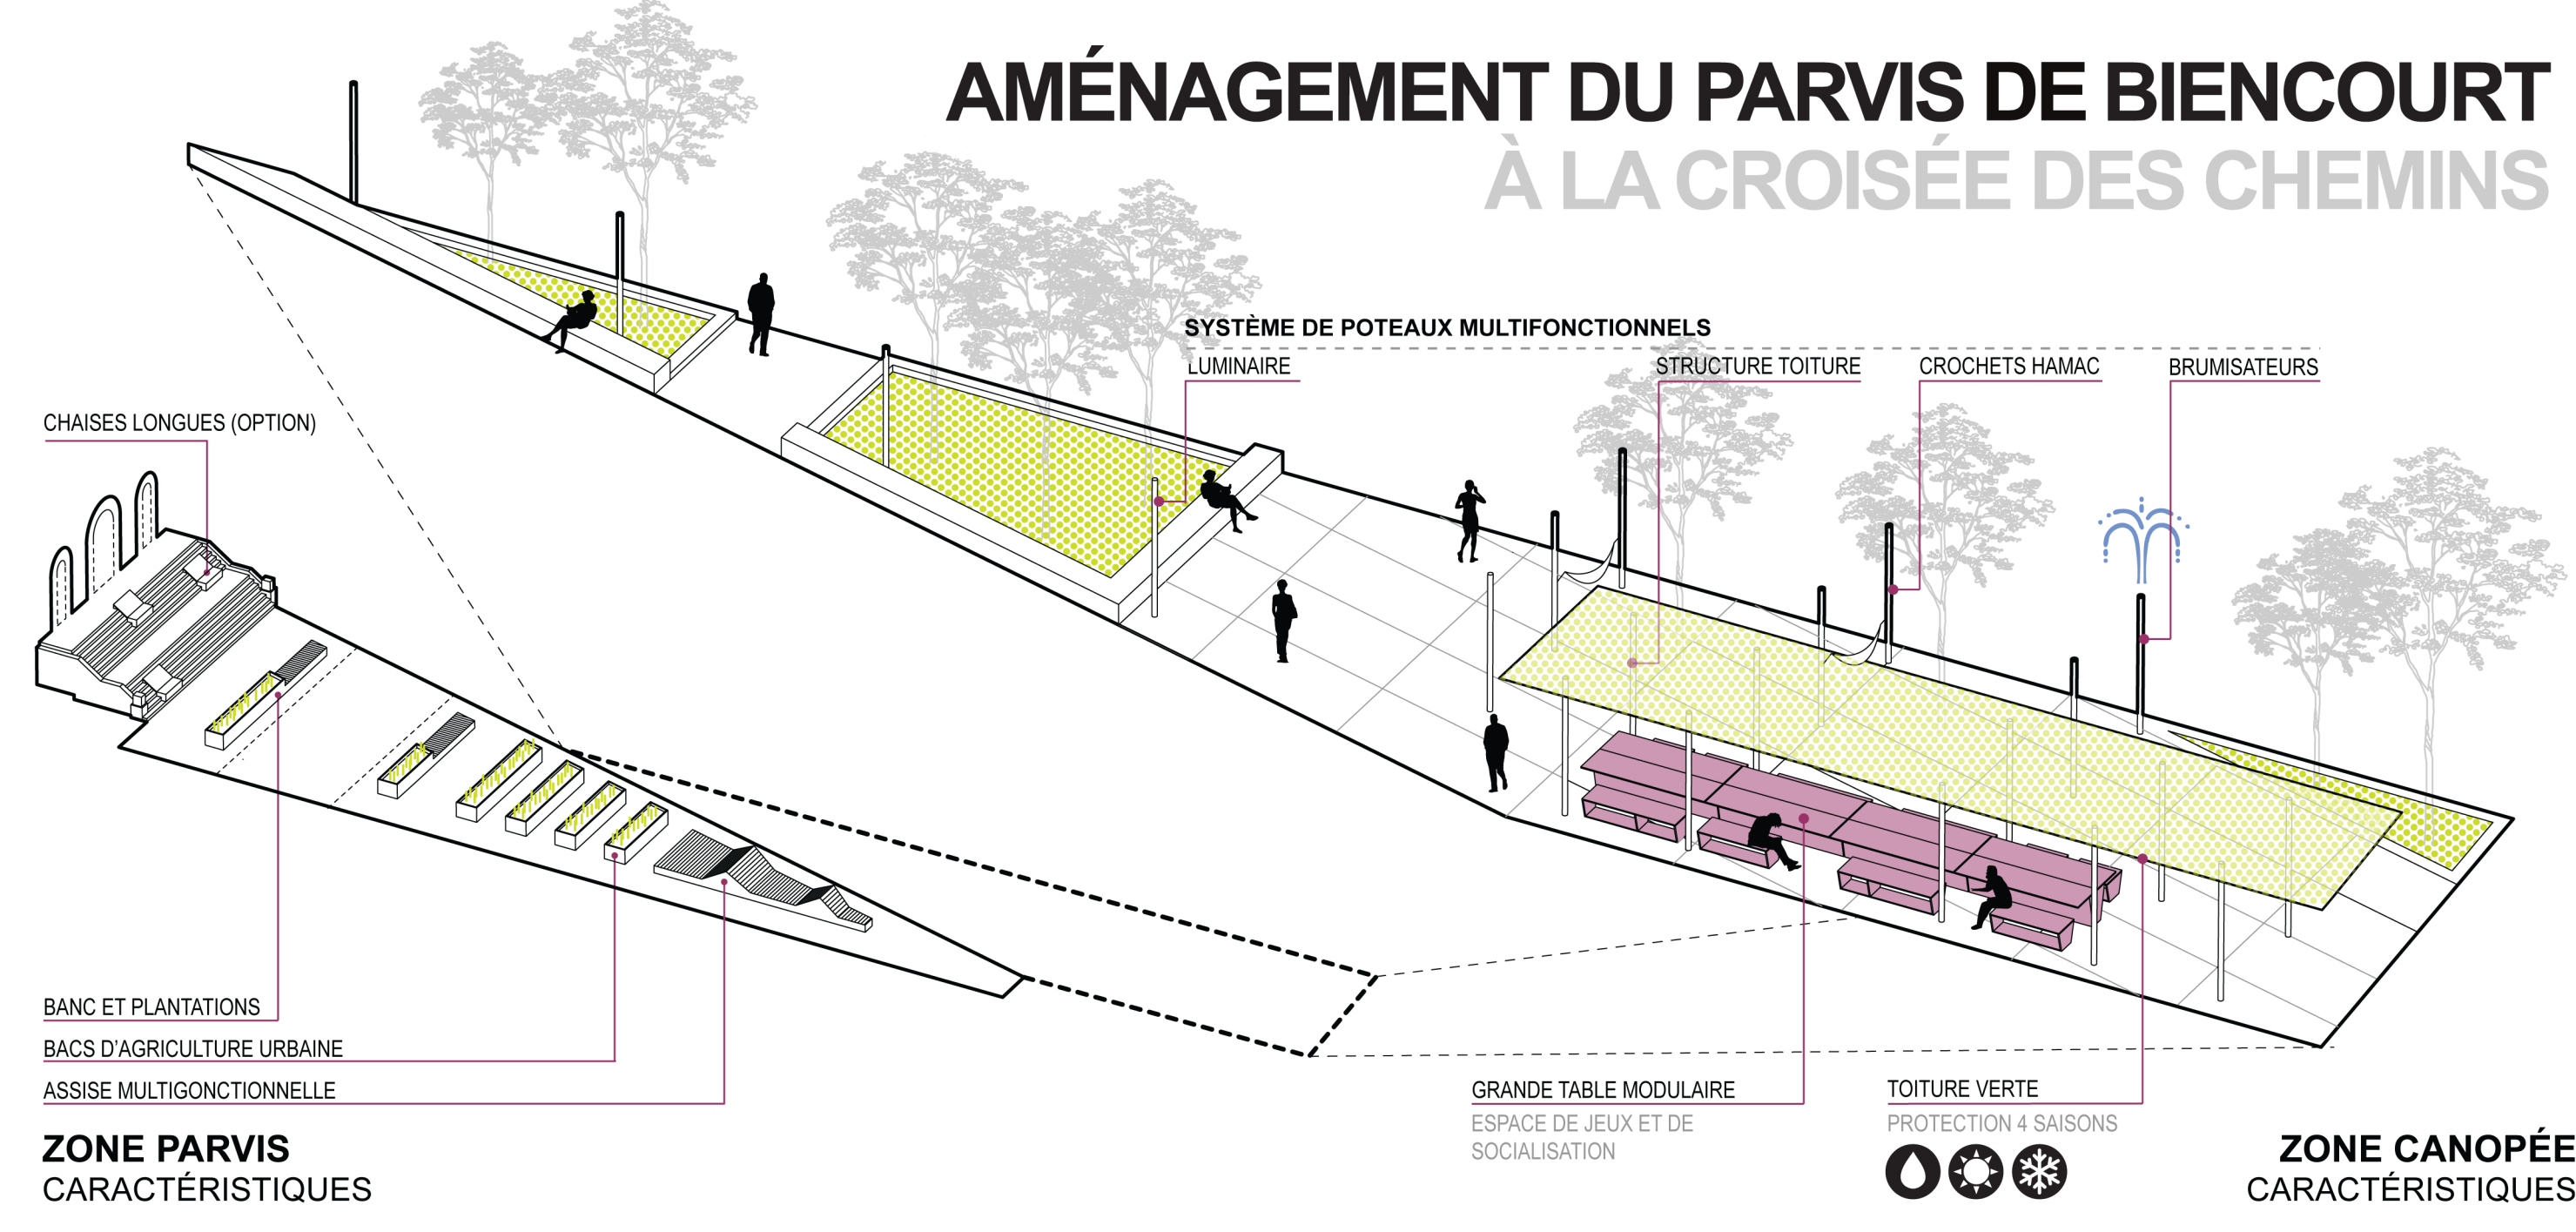 AMÉNAGEMENT DU PARVIS DE BIENCOURT
À LA CROISÉE DES CHEMINS
SYSTÈME DE POTEAUX MULTIFONCTIONNELS
LUMINAIRE
STRUCTURE TOITURE
CROCHETS HAMAC
BRUMISATEURS
CHAISES LONGUES (OPTION)
BANC ET PLANTATIONS
BACS D'AGRICULTURE URBAINE
ASSISE MULTIGONCTIONNELLE
ZONE PARVIS
CARACTÉRISTIQUES
GRANDE TABLE MODULAIRE
ESPACE DE JEUX ET DE
SOCIALISATION
TOITURE VERTE
PROTECTION 4 SAISONS
ZONE CANOPÉE
CARACTÉRISTIQUES